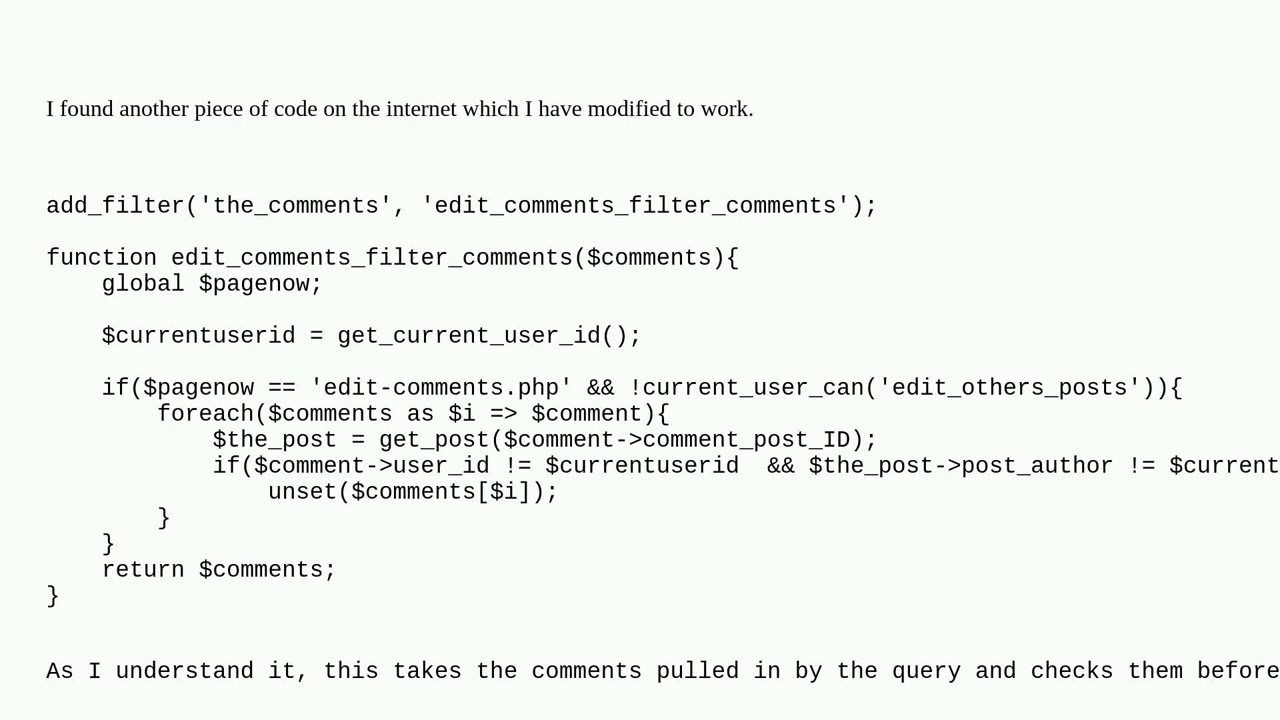 I found another piece of code on the internet which I have modified to work.
add_filter('the_comments', 'edit_comments_filter_comments');
function edit_comments_filter_comments($comments){
    global $pagenow;
    $currentuserid = get_current_user_id();
    if($pagenow == 'edit-comments.php' && !current_user_can('edit_others_posts')){
        foreach($comments as $i => $comment){
            $the_post = get_post($comment->comment_post_ID);
            if($comment->user_id != $currentuserid  && $the_post->post_author != $current
                unset($comments[$i]);
        }
    }
    return $comments;
}
As I understand it, this takes the comments pulled in by the query and checks them before